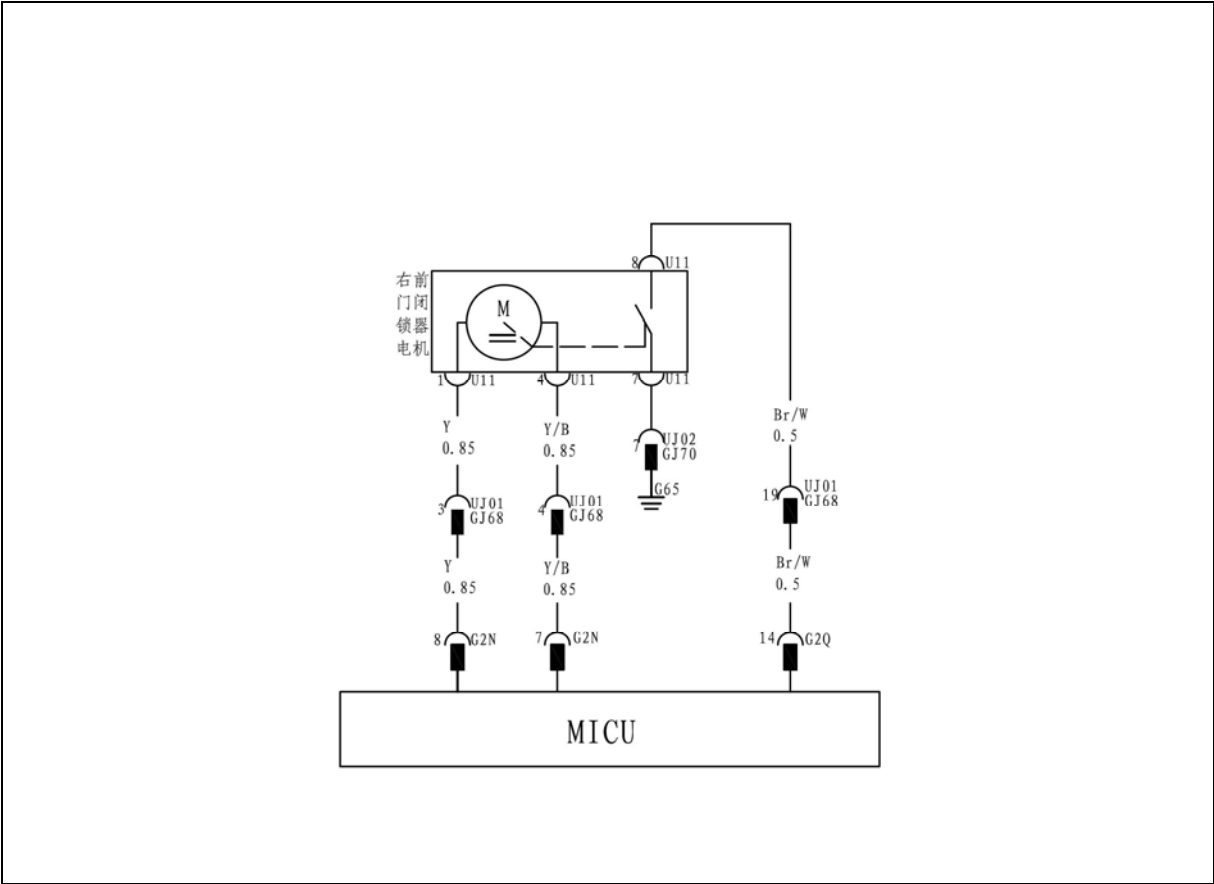 8 U11
右前
门闭
锁器
电机
M
1 U11 4 U11 7 U11
Y
0.85
Y/B
0.85
Br/W
0.5
7 UJ02
GJ70
G65
3 UJ01
GJ68
4 UJ01
GJ68
19 UJ01
GJ68
Y
0.85
Y/B
0.85
Br/W
0.5
8 G2N 7 G2N 14 G2Q
MICU